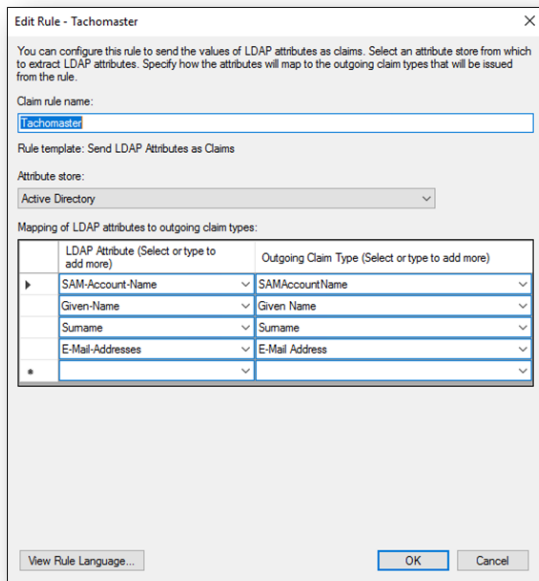 Edit Rule - Tachomaster
You can configure this rule to send the values of LDAP attributes as claims. Select an attribute store from which
to extract LDAP attributes. Specify how the attributes will map to the outgoing claim types that will be issued
from the rule.
Claim rule name:
Tachomaster
Rule template: Send LDAP Attributes as Claims
Attribute store:
Active Directory
Mapping of LDAP attributes to outgoing claim types:
LDAP Attribute (Select or type to
add more)
Outgoing Claim Type (Select or type to add more)
SAM-Account-Name SAMAccountName
Given-Name Given Name
Surname Surname
E-Mail-Addresses E-Mail Address
View Rule Language... OK Cancel